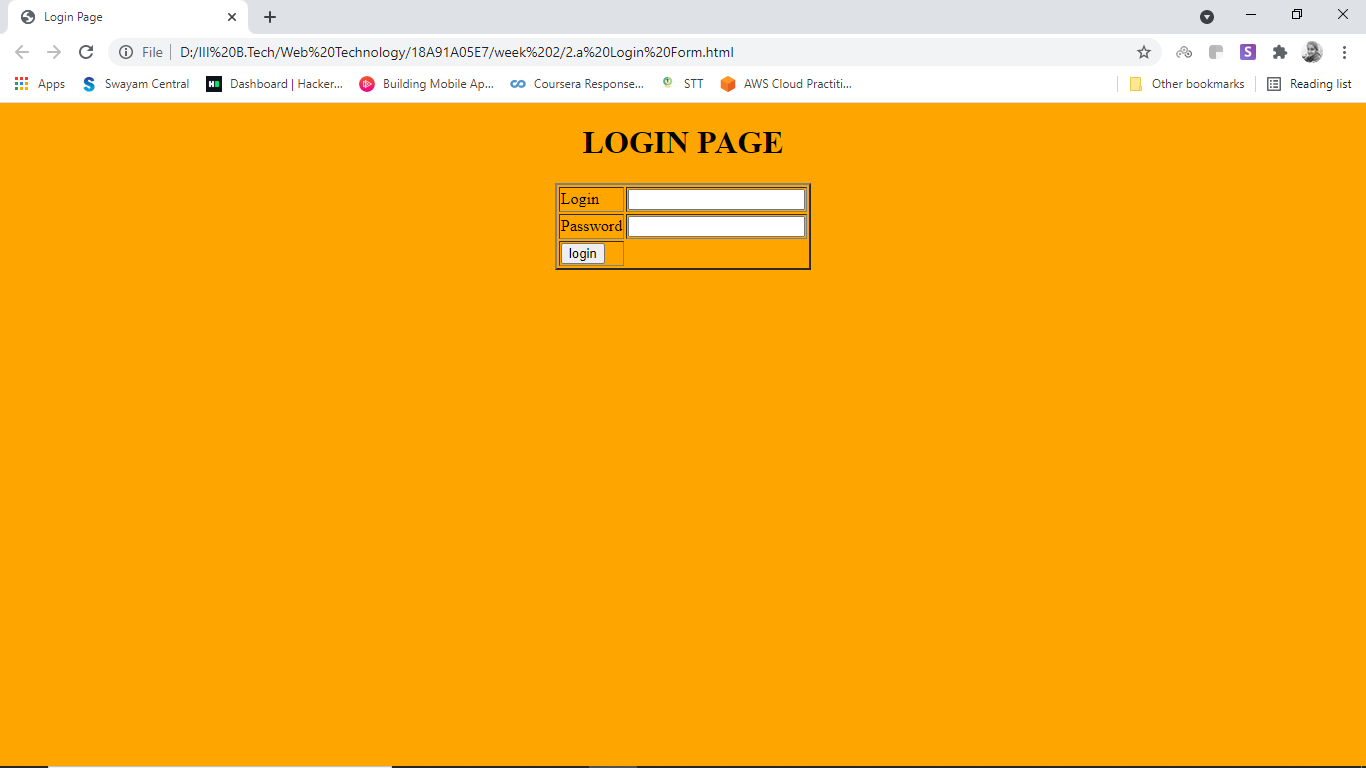 Login Page
File D:/III%20B.Tech/Web%20Technology/18A91A05E7/week%202/2.a%20Login%20Form.html
Apps Swayam Central Dashboard | Hacker... Building Mobile Ap... Coursera Response... STT AWS Cloud Practiti... Other bookmarks Reading list
LOGIN PAGE
Login
Password
login